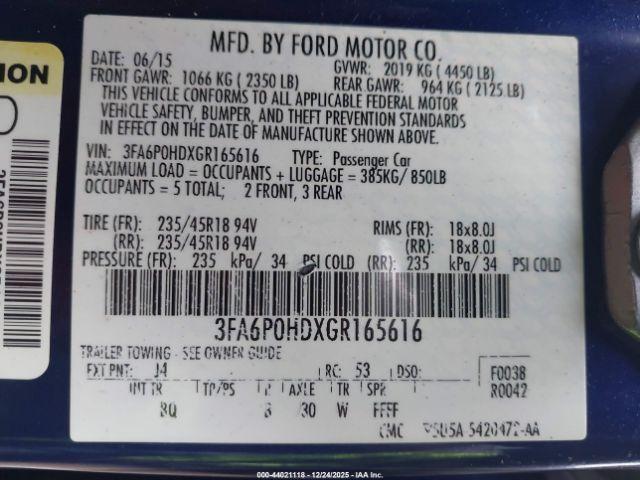 MFD. BY FORD MOTOR CO.
DATE: 06/15 GVWR: 2019 KG (4450 LB)
FRONT GAWR: 1066 KG (2350 LB) REAR GAWR: 964 KG (2125 LB)
THIS VEHICLE CONFORMS TO ALL APPLICABLE FEDERAL MOTOR
VEHICLE SAFETY, BUMPER, AND THEFT PREVENTION STANDARDS
IN EFFECT ON THE DATE OF MANUFACTURE SHOWN ABOVE.
VIN: 3FA6P0HDXGR165616 TYPE: Passenger Car
MAXIMUM LOAD = OCCUPANTS + LUGGAGE = 385KG/ 850LB
OCCUPANTS = 5 TOTAL; 2 FRONT, 3 REAR
TIRE (FR): 235/45R18 94V RIMS (FR): 18x8.0J
(RR): 235/45R18 94V (RR): 18x8.0J
PRESSURE (FR): 235 kPa/ 34 PSI COLD (RR): 235 kPa/ 34 PSI COLD
3FA6P0HDXGR165616
TRAILER TOWING - SEE OWNER GUIDE
EXT PNT: J4 RC: 53 DSO: F0038
R0042
INT TR TP/PS R AXLE TR SPR
30 W FFFF
000-44021118 - 12/24/2025 - IAA Inc.